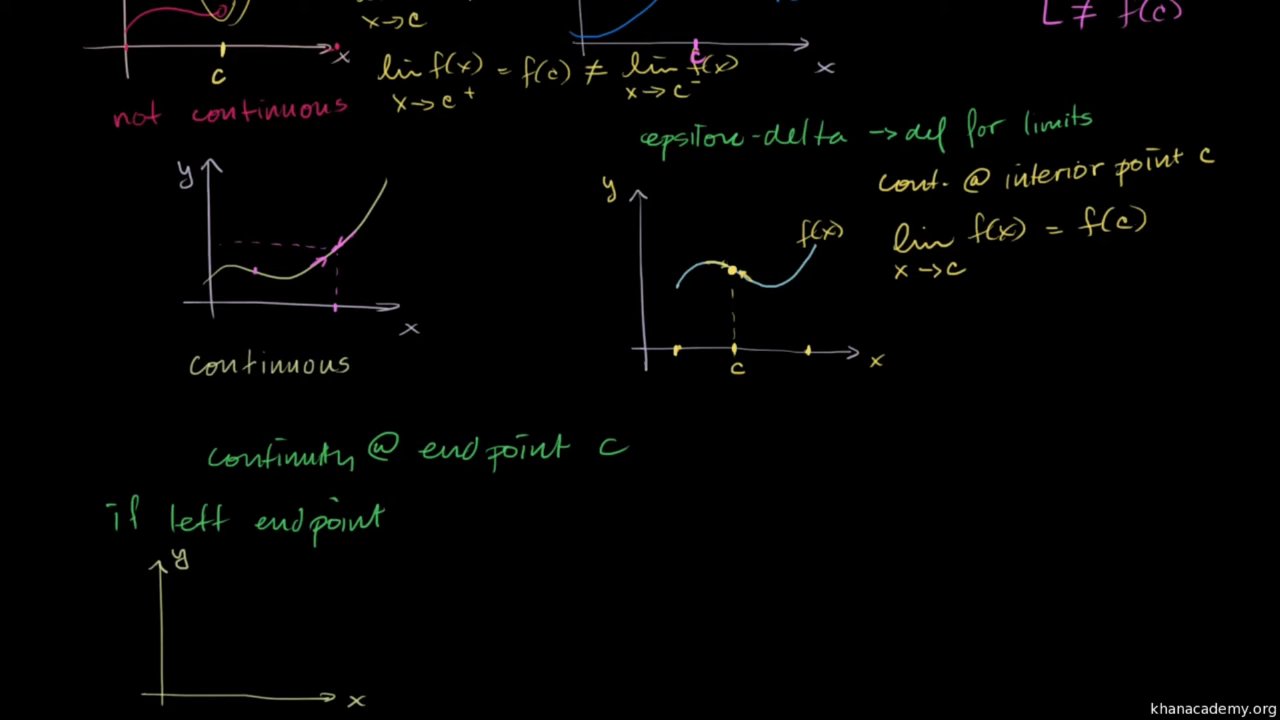 L ≠ f(c)
x→c
x
c
c
x
lim f(x) = f(c) ≠ lim f(x)
x→c⁺ x→c⁻
not continuous
epsilon-delta → def for limits
cont. @ interior point c
y
y
f(x)
lim f(x) = f(c)
x→c
x
continuous
c
x
continuity @ endpoint c
if left endpoint
y
x
khanacademy.org